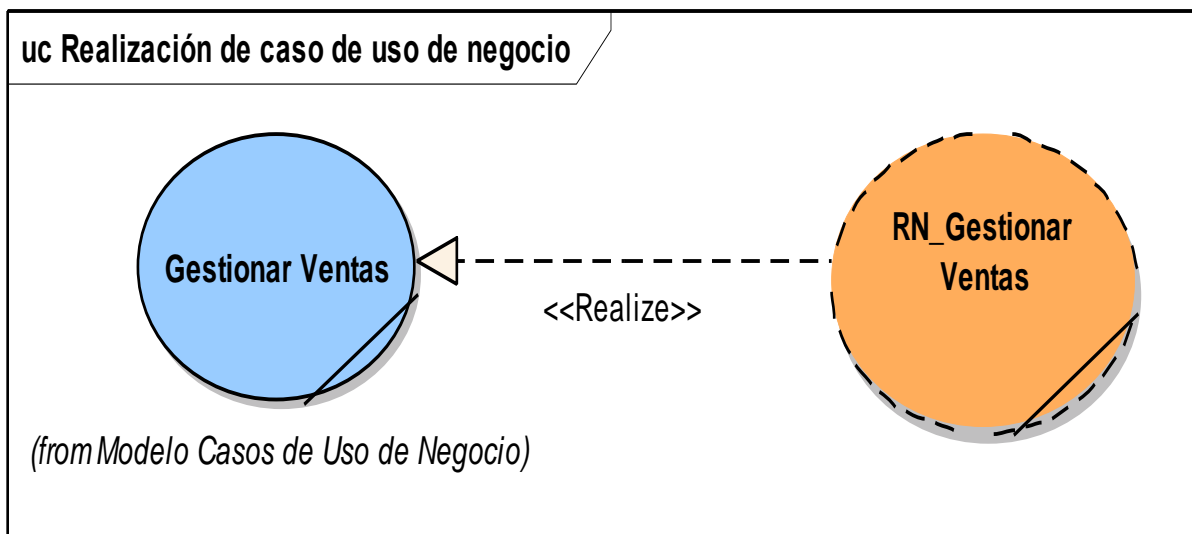 uc Realización de caso de uso de negocio
Gestionar Ventas
RN_Gestionar
Ventas
<<Realize>>
(from Modelo Casos de Uso de Negocio)